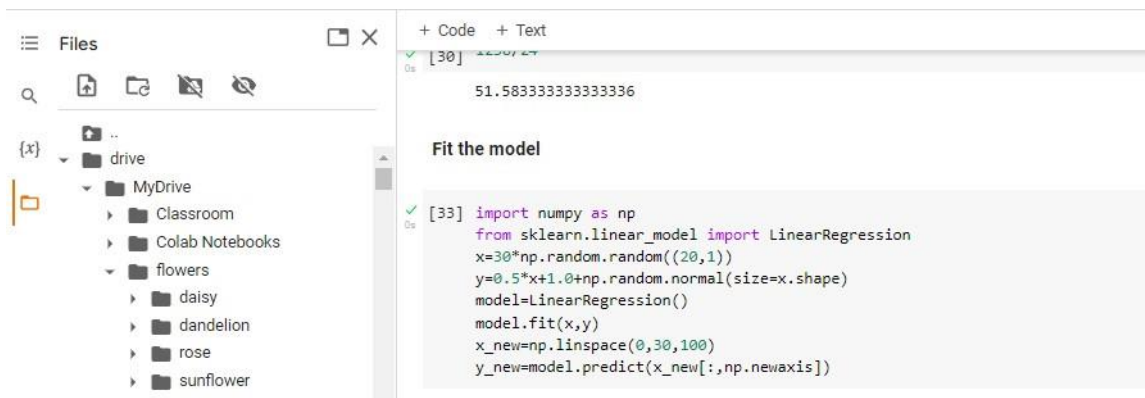 Files
..
drive
MyDrive
Classroom
Colab Notebooks
flowers
daisy
dandelion
rose
sunflower
{x}
+ Code + Text
[30]
0s
51.583333333333336
Fit the model
[33] import numpy as np
0s
from sklearn.linear_model import LinearRegression
x=30*np.random.random((20,1))
y=0.5*x+1.0+np.random.normal(size=x.shape)
model=LinearRegression()
model.fit(x,y)
x_new=np.linspace(0,30,100)
y_new=model.predict(x_new[:,np.newaxis])